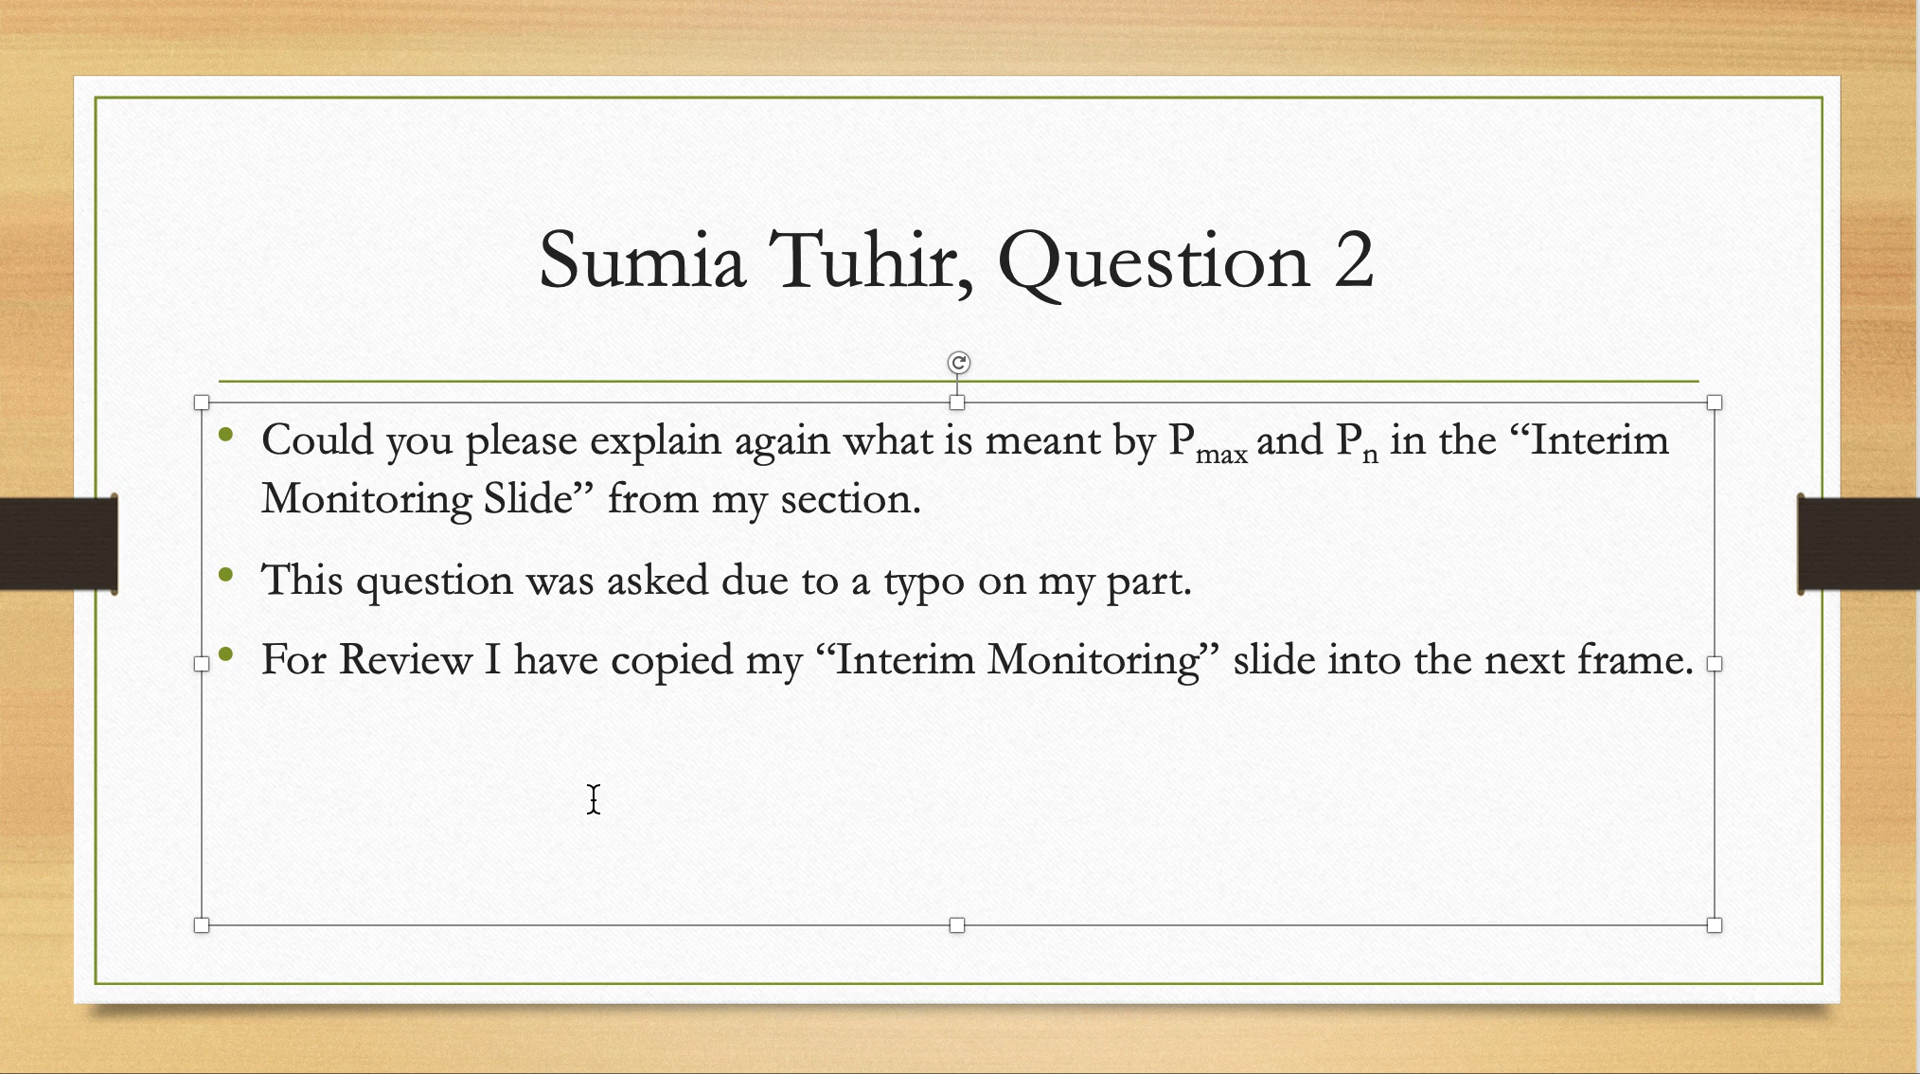 Sumia Tuhir, Question 2
• Could you please explain again what is meant by Pmax and Pn in the “Interim
Monitoring Slide” from my section.
• This question was asked due to a typo on my part.
• For Review I have copied my “Interim Monitoring” slide into the next frame.